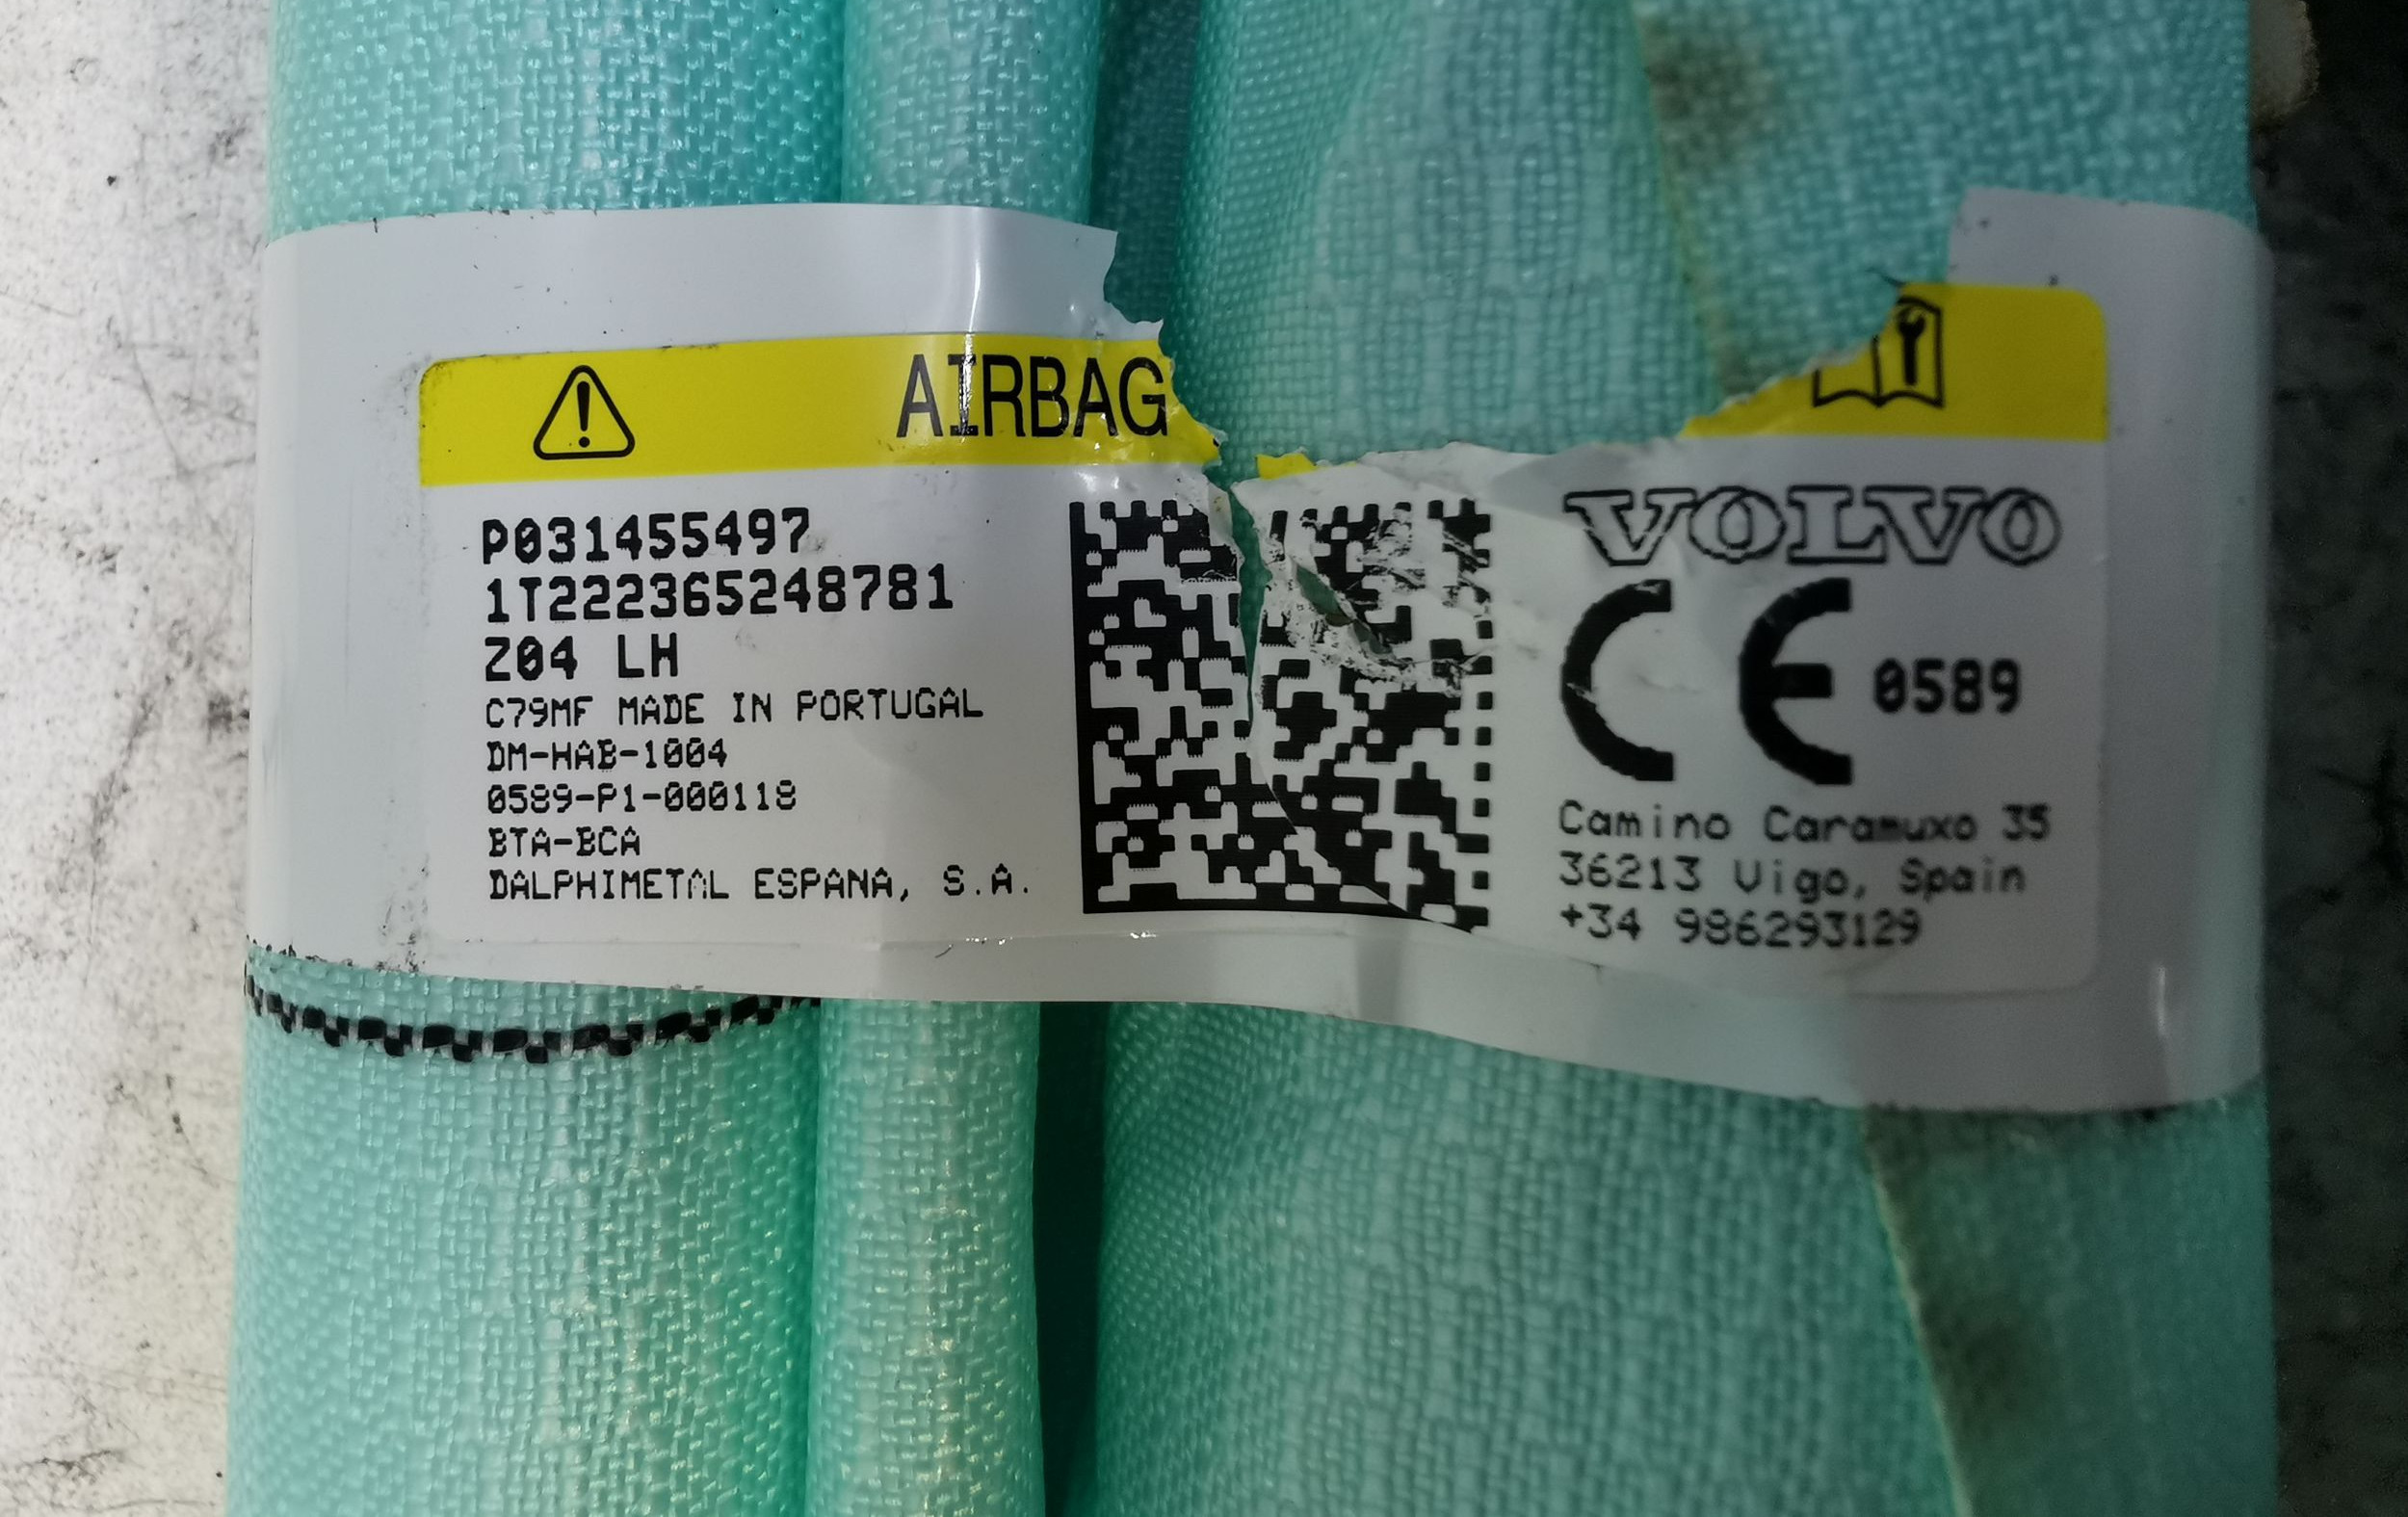 AIRBAG
P031455497
1T222365248781
Z04 LH
C79MF MADE IN PORTUGAL
DM-HAB-1004
0589-P1-000118
BTA-BCA
DALPHIMETAL ESPANA, S.A.
VOLVO
CE 0589
Camino Caramuxo 35
36213 Vigo, Spain
+34 986293129